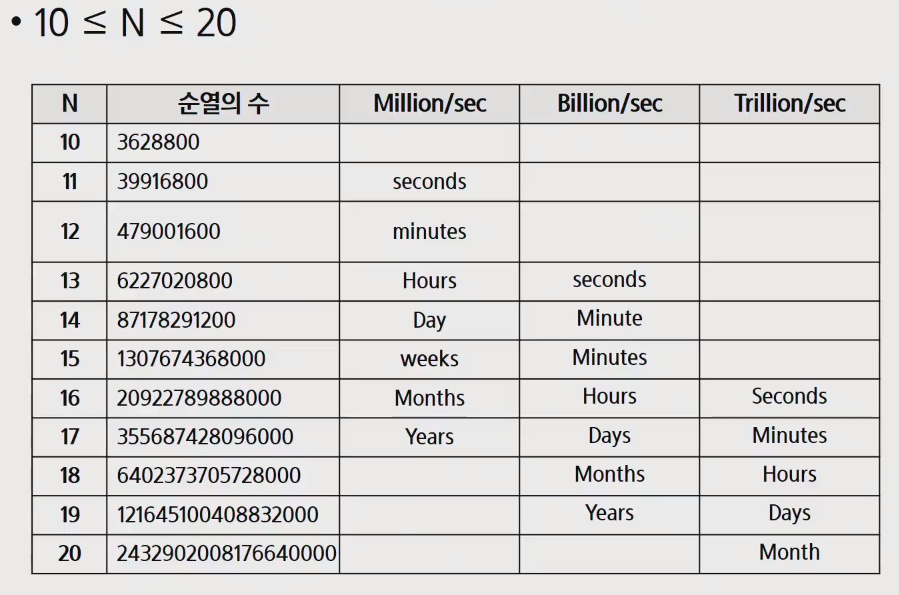 • 10 ≤ N ≤ 20
N 순열의 수 Million/sec Billion/sec Trillion/sec
10 3628800
11 39916800 seconds
12 479001600 minutes
13 6227020800 Hours seconds
14 87178291200 Day Minute
15 1307674368000 weeks Minutes
16 20922789888000 Months Hours Seconds
17 355687428096000 Years Days Minutes
18 6402373705728000 Months Hours
19 121645100408832000 Years Days
20 2432902008176640000 Month